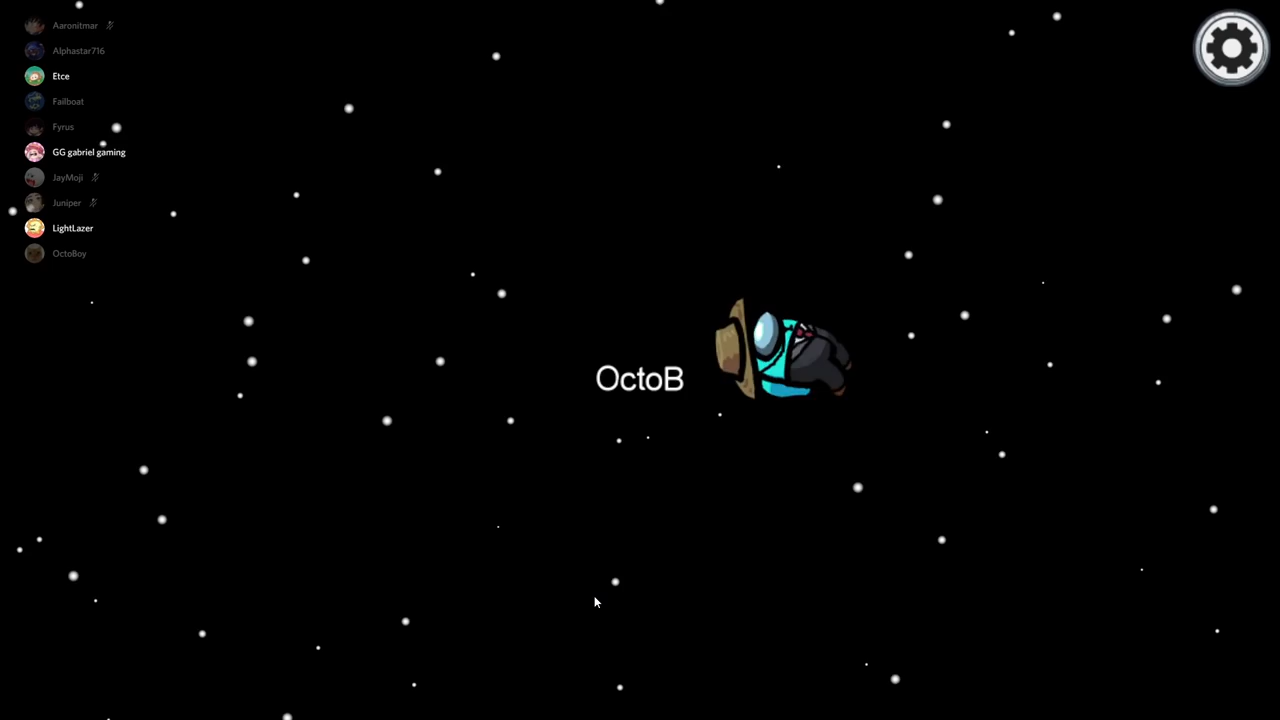 Aaronitmar
Alphastar716
Etce
Failboat
Fyrus
GG gabriel gaming
JayMoji
Juniper
LightLazer
OctoBoy
OctoB